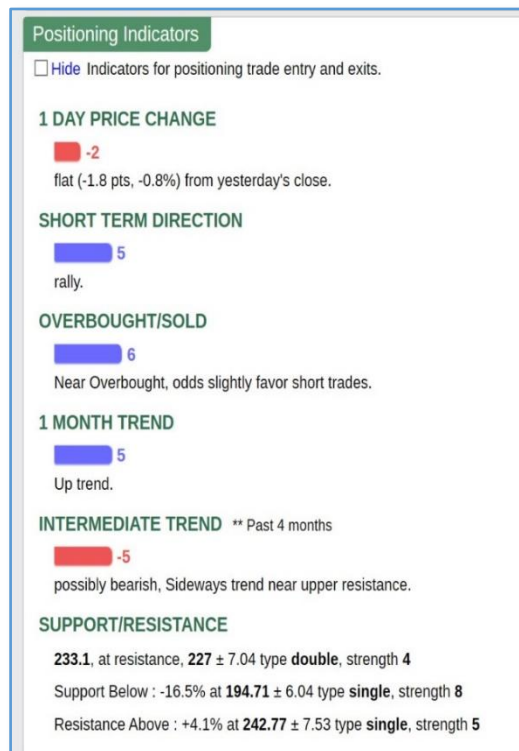 Positioning Indicators
Hide Indicators for positioning trade entry and exits.
1 DAY PRICE CHANGE
-2
flat (-1.8 pts, -0.8%) from yesterday's close.
SHORT TERM DIRECTION
5
rally.
OVERBOUGHT/SOLD
6
Near Overbought, odds slightly favor short trades.
1 MONTH TREND
5
Up trend.
INTERMEDIATE TREND ** Past 4 months
-5
possibly bearish, Sideways trend near upper resistance.
SUPPORT/RESISTANCE
233.1, at resistance, 227 ± 7.04 type double, strength 4
Support Below : -16.5% at 194.71 ± 6.04 type single, strength 8
Resistance Above : +4.1% at 242.77 ± 7.53 type single, strength 5